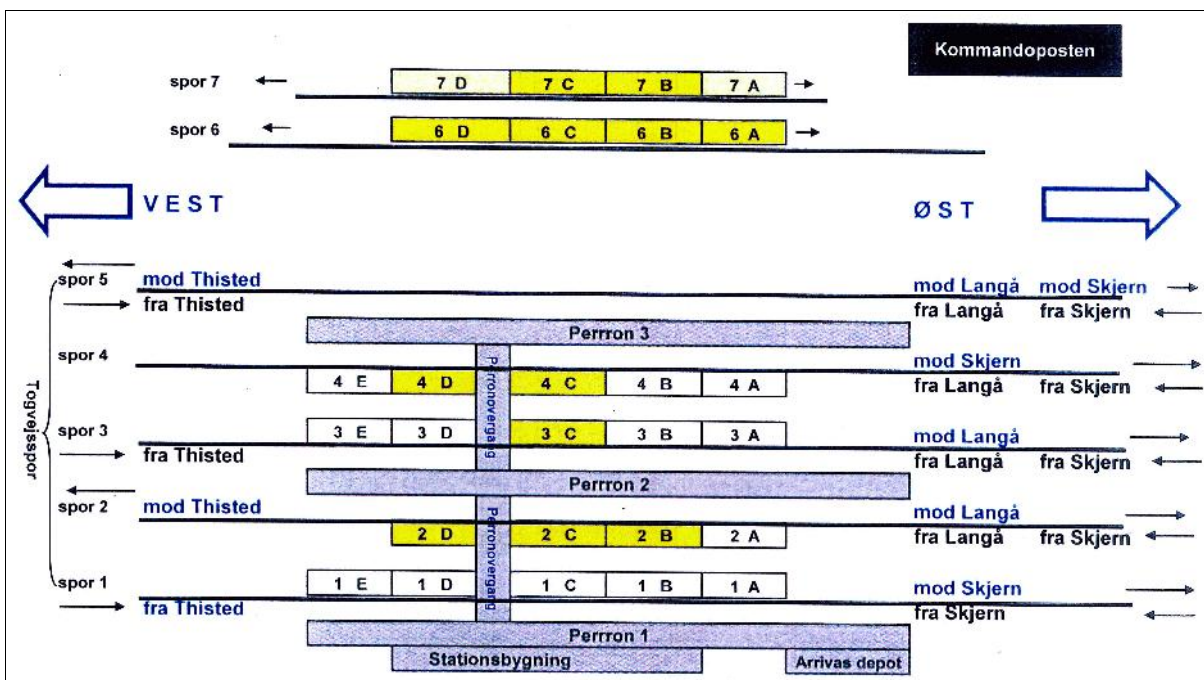 Kommandoposten
spor 7
7 D 7 C 7 B 7 A
spor 6
6 D 6 C 6 B 6 A
VEST
ØST
spor 5
mod Thisted
mod Langå mod Skjern
fra Thisted
fra Langå fra Skjern
Perrron 3
spor 4
Perronovergang
mod Skjern
4 E 4 D 4 C 4 B 4 A
fra Langå fra Skjern
Togvejsspor
spor 3
3 E 3 D 3 C 3 B 3 A
mod Langå
fra Thisted
fra Langå fra Skjern
Perrron 2
spor 2
mod Thisted
Perronovergang
mod Langå
2 D 2 C 2 B 2 A
fra Langå fra Skjern
spor 1
1 E 1 D 1 C 1 B 1 A
mod Skjern
fra Thisted
fra Skjern
Perrron 1
Stationsbygning
Arrivas depot